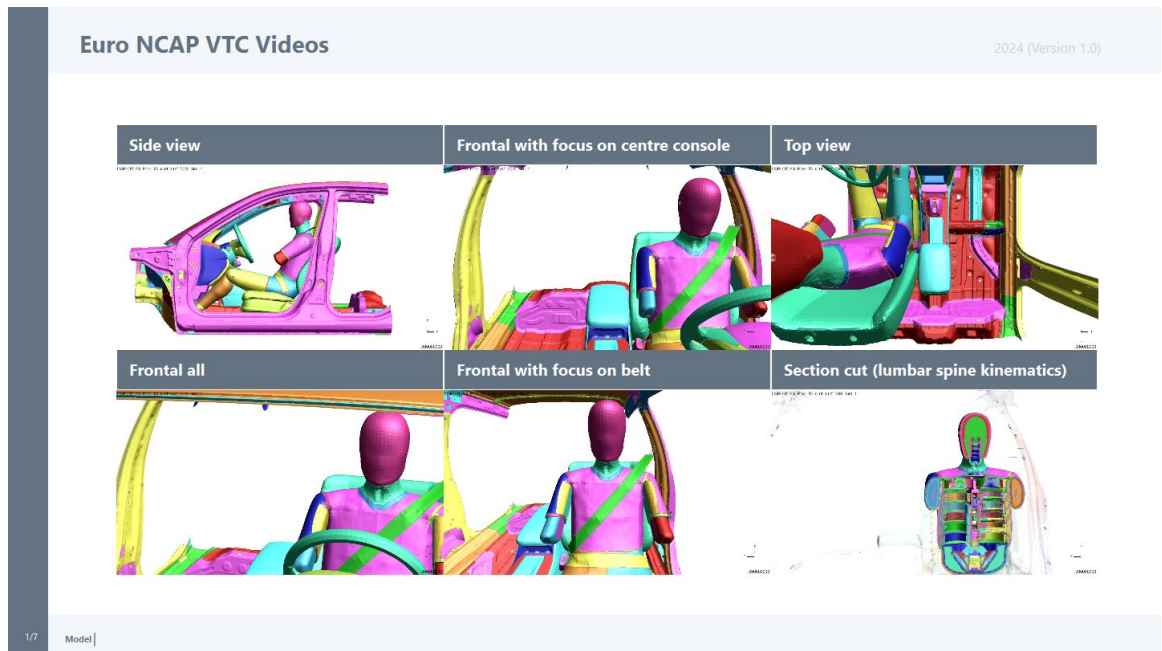 Euro NCAP VTC Videos
2024 (Version 1.0)
Side view
Frontal with focus on centre console
Top view
Frontal all
Frontal with focus on belt
Section cut (lumbar spine kinematics)
1/7
Model